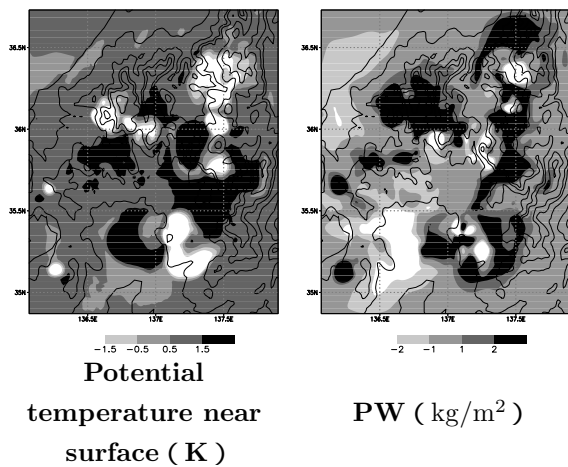 36.5N
36N
35.5N
35N
136.5E 137E 137.5E
-1.5 -0.5 0.5 1.5
Potential
temperature near
surface ( K )
36.5N
36N
35.5N
35N
136.5E 137E 137.5E
-2 -1 1 2
PW ( kg/m² )